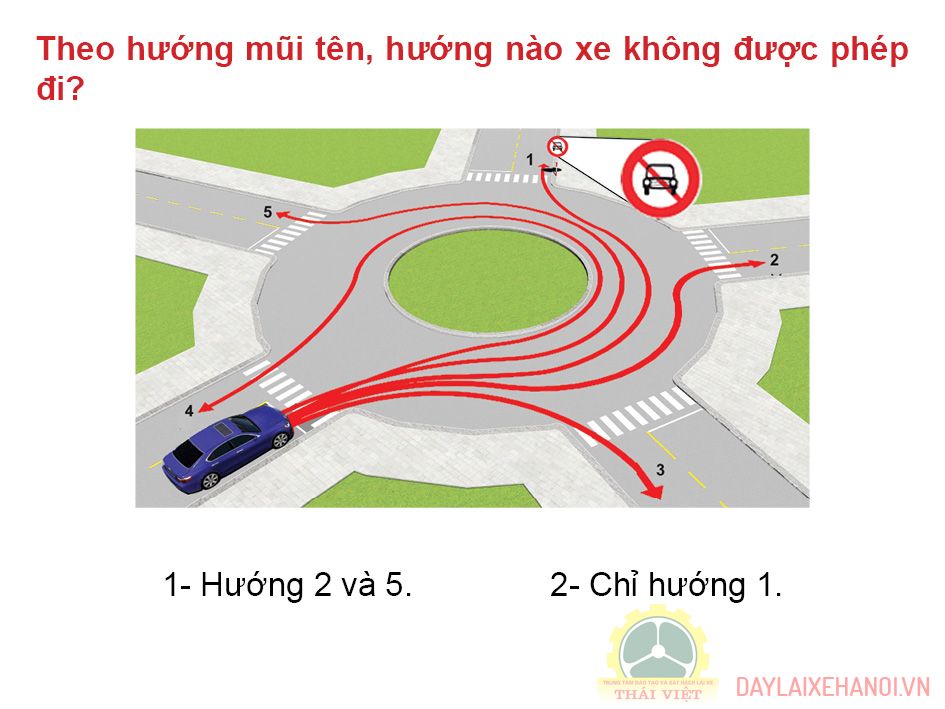 Theo hướng mũi tên, hướng nào xe không được phép
đi?
1
5
2
4
3
1- Hướng 2 và 5.
2- Chỉ hướng 1.
TRUNG TÂM ĐÀO TẠO VÀ SÁT HẠCH LÁI XE
THÁI VIỆT
DAYLAIXEHANOI.VN